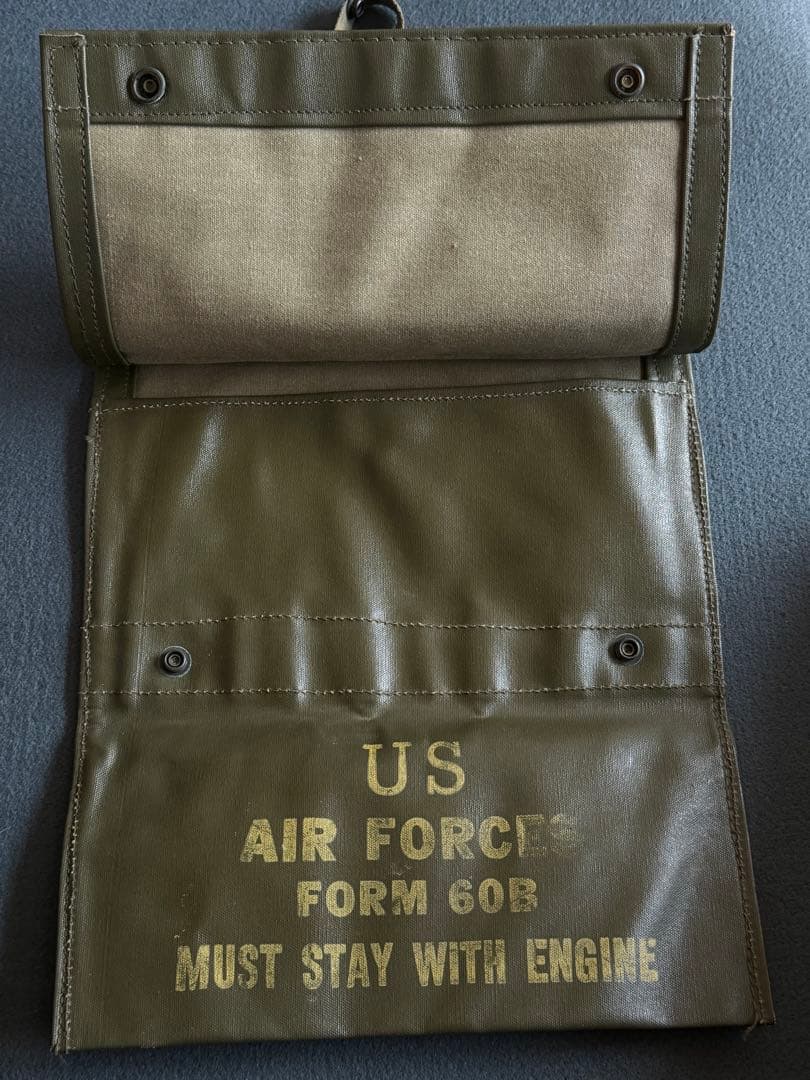 US
AIR FORCES
FORM 60B
MUST STAY WiTH ENGINE